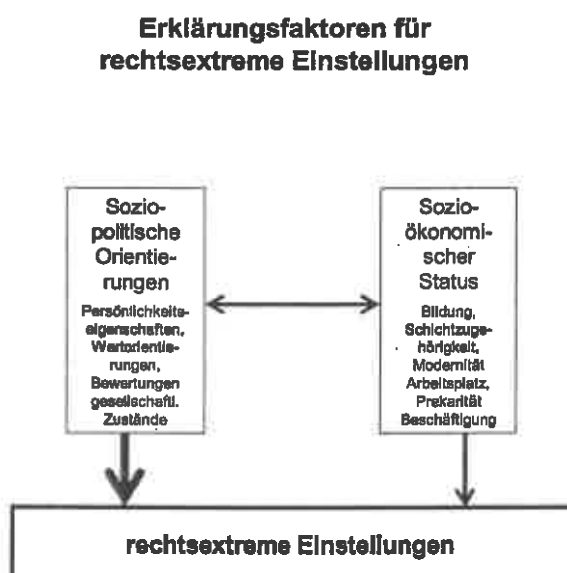 Erklärungsfaktoren für
rechtsextreme Einstellungen
Sozio-
politische
Orientie-
rungen
Persönlichkeits-
eigenschaften,
Wertorientie-
rungen,
Bewertungen
gesellschaftl.
Zustände
Sozio-
ökonomi-
scher
Status
Bildung,
Schichtzuge-
hörigkeit,
Modernität
Arbeitsplatz,
Prekarität
Beschäftigung
rechtsextreme Einstellungen